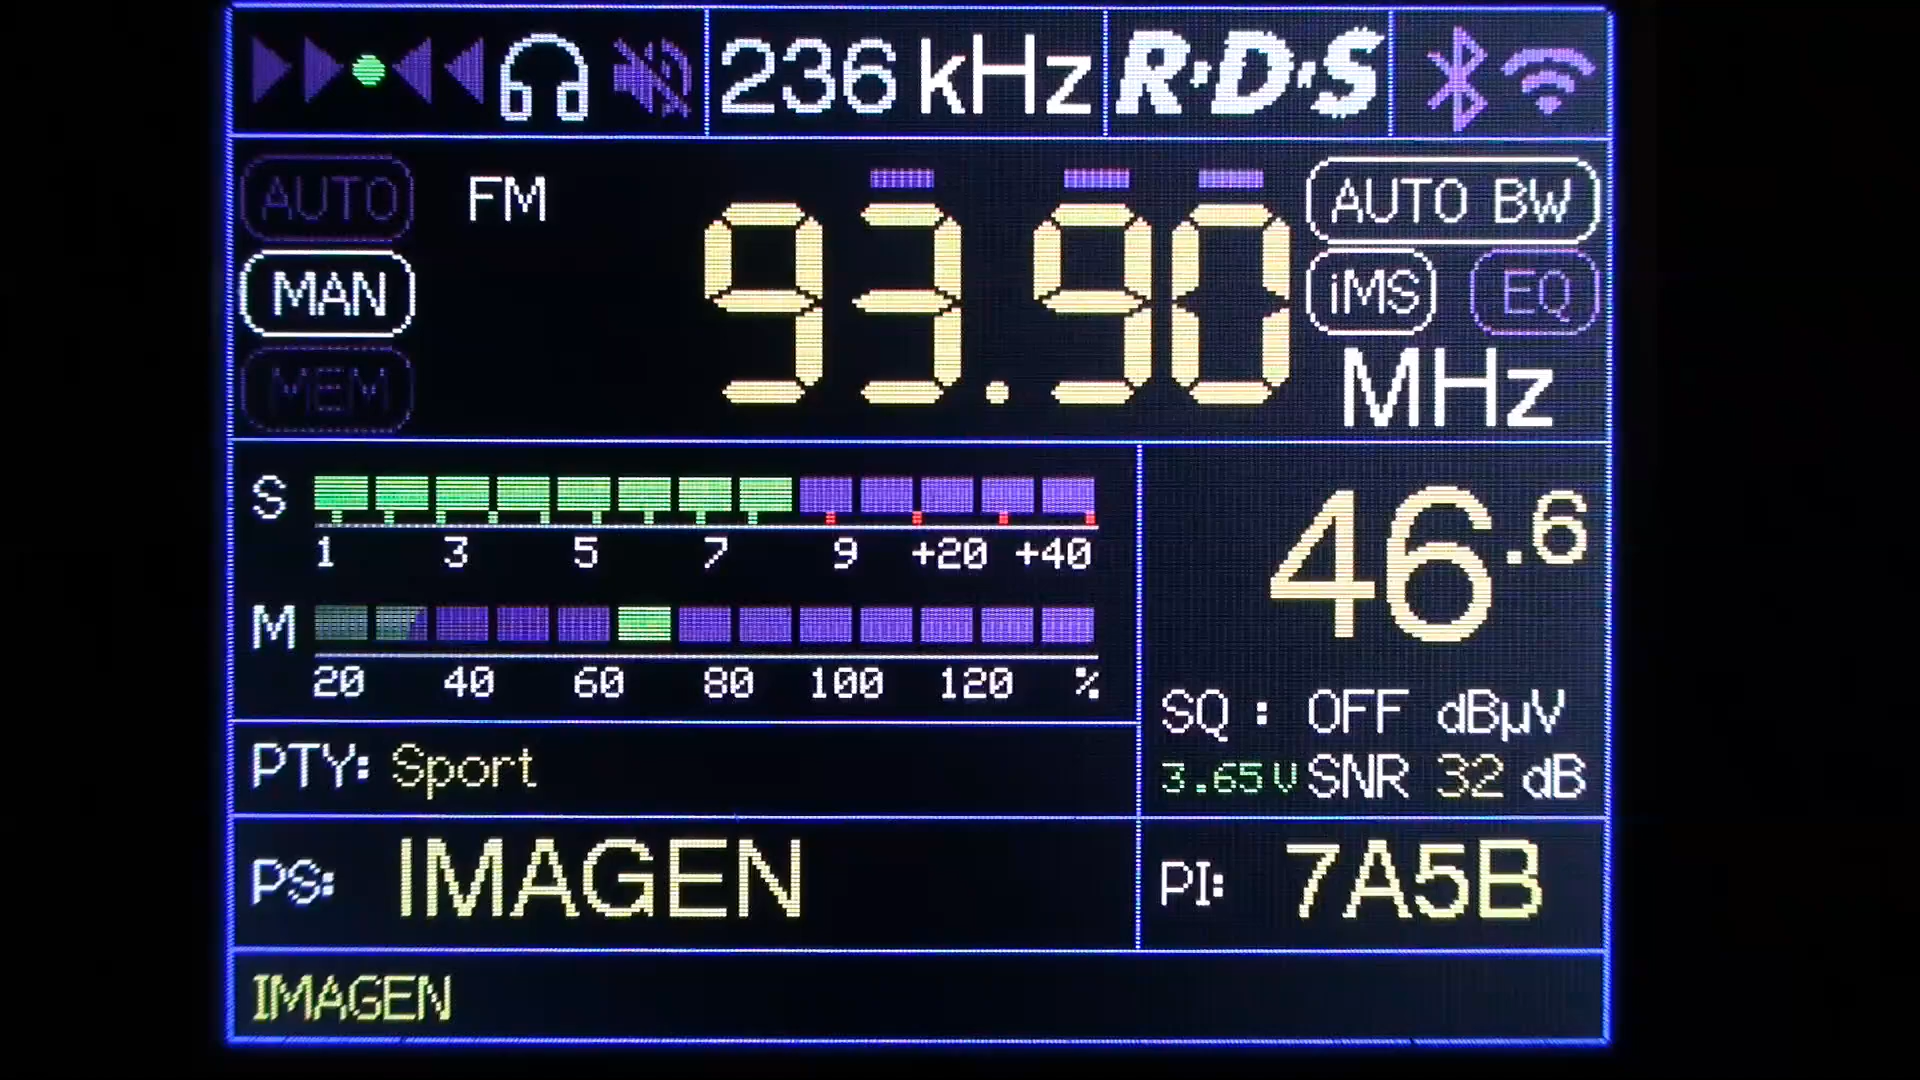 236 kHz R·D·S
AUTO FM 93.90 AUTO BW
MAN iMS EQ
MEM MHz
S
1 3 5 7 9 +20 +40
46.6
M
20 40 60 80 100 120 %
SQ : OFF dBµV
PTY: Sport
3.65V SNR 32 dB
PS: IMAGEN PI: 7A5B
IMAGEN